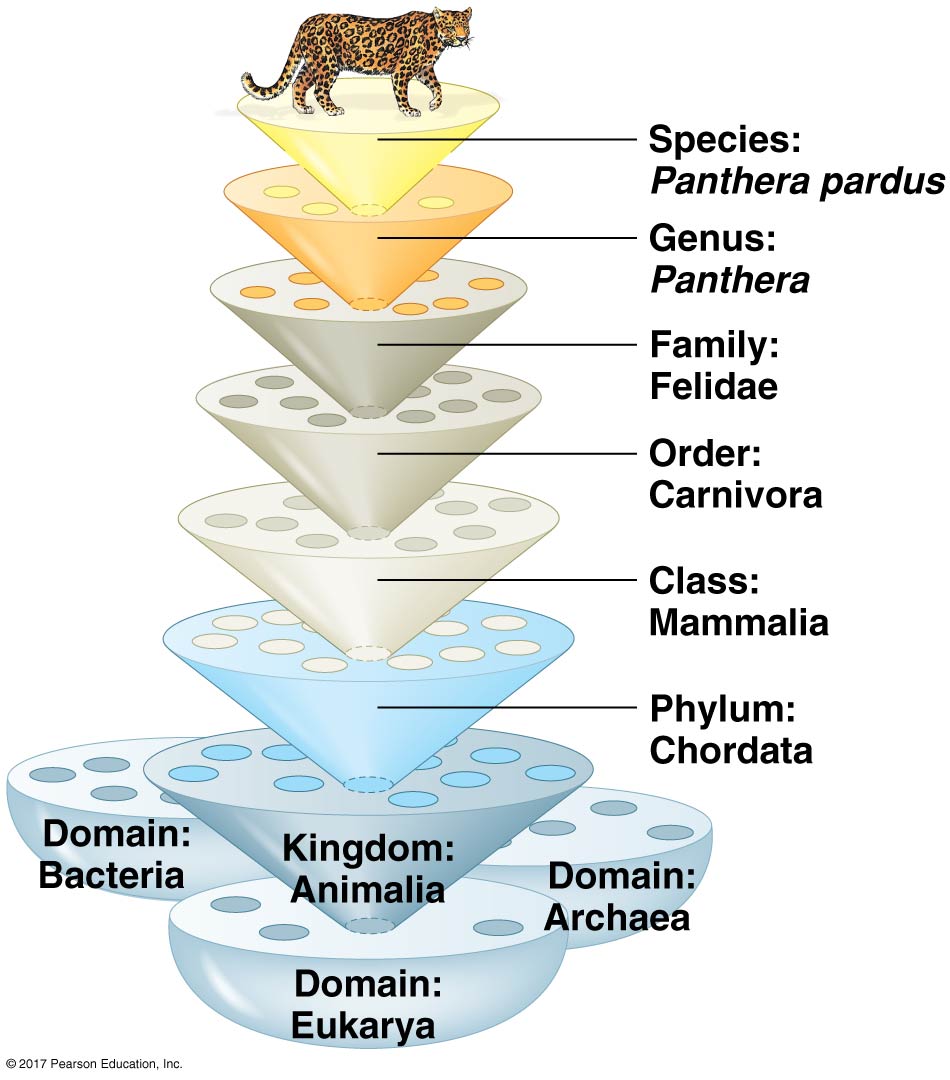 Species:
Panthera pardus
Genus:
Panthera
Family:
Felidae
Order:
Carnivora
Class:
Mammalia
Phylum:
Chordata
Domain:
Bacteria
Kingdom:
Animalia
Domain:
Archaea
Domain:
Eukarya
© 2017 Pearson Education, Inc.